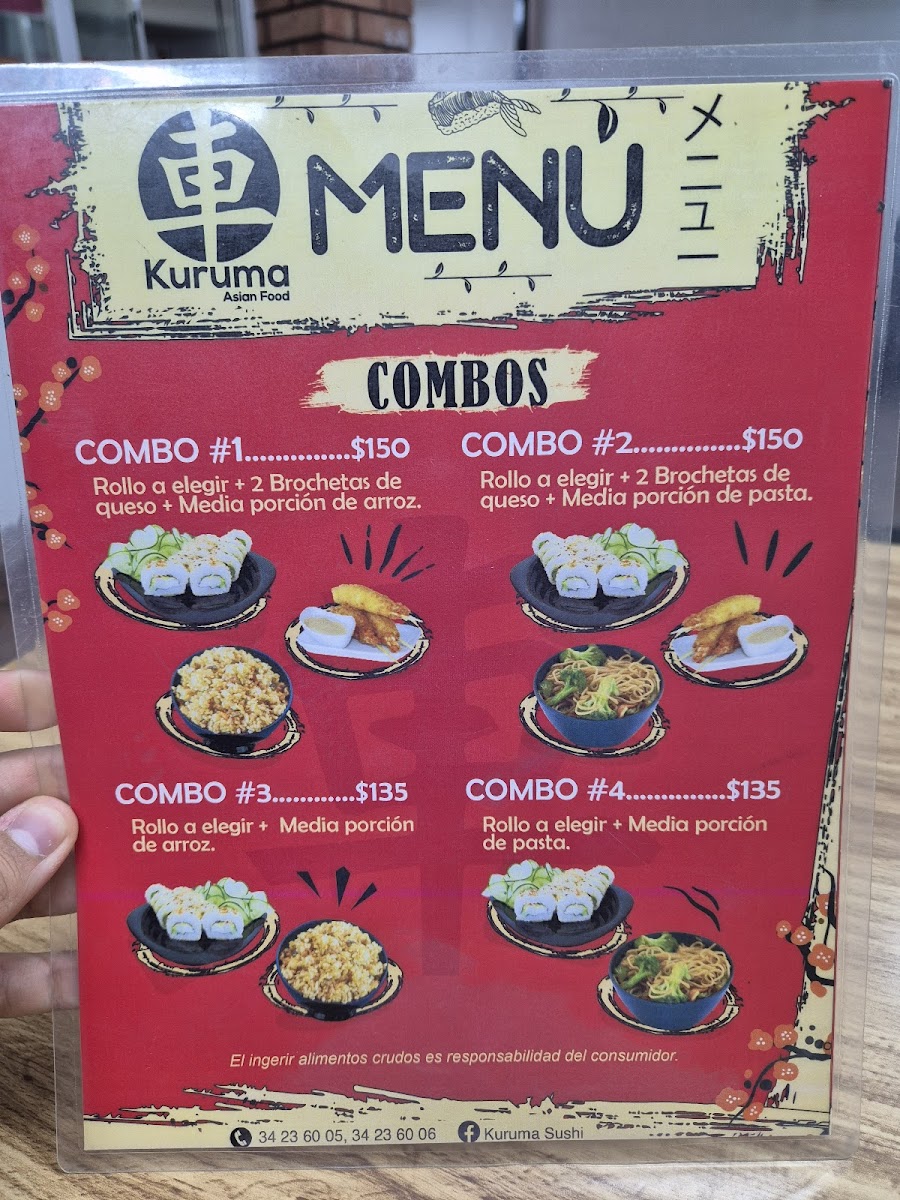 車
Kuruma
Asian Food
MENÚ
メニュー
COMBOS
COMBO #1..............$150
Rollo a elegir + 2 Brochetas de
queso + Media porción de arroz.
COMBO #2...............$150
Rollo a elegir + 2 Brochetas de
queso + Media porción de pasta.
COMBO #3............$135
Rollo a elegir + Media porción
de arroz.
COMBO #4..............$135
Rollo a elegir + Media porción
de pasta.
El ingerir alimentos crudos es responsabilidad del consumidor.
34 23 60 05, 34 23 60 06 Kuruma Sushi